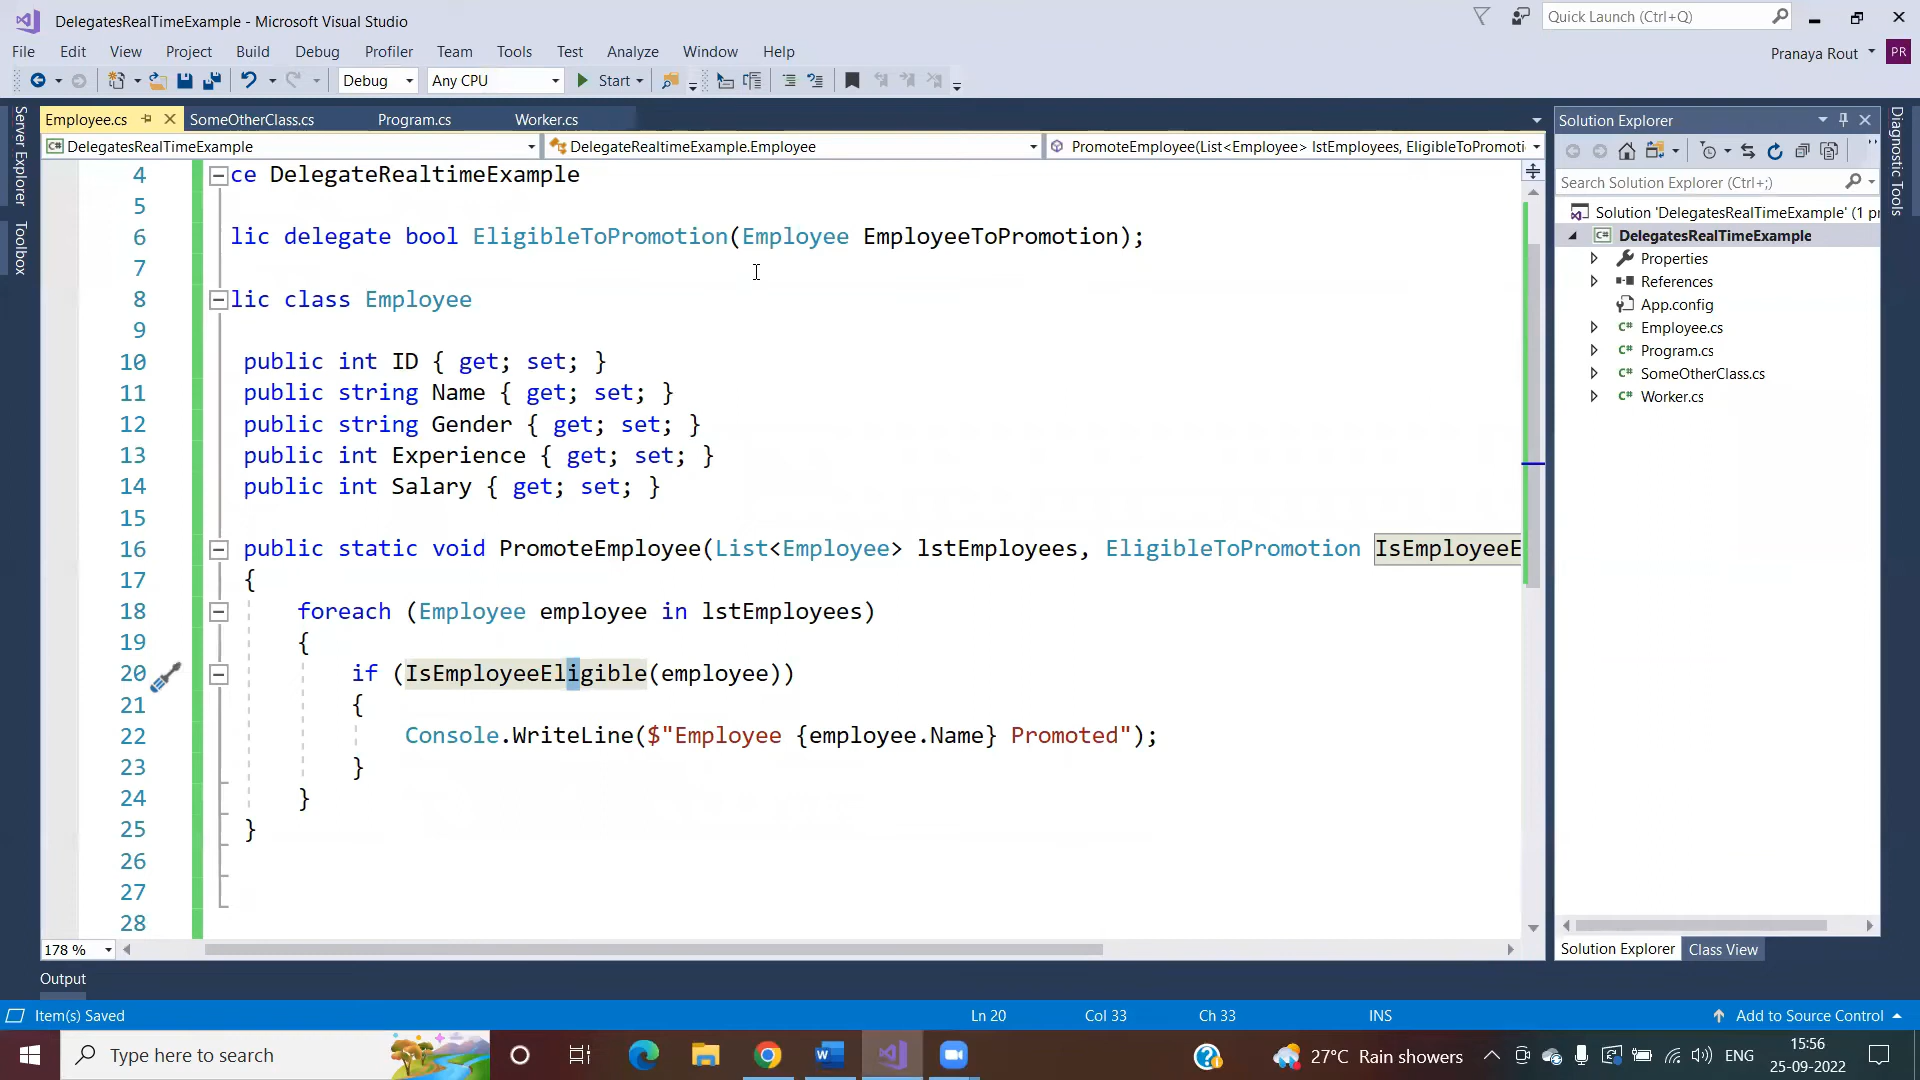 DelegatesRealTimeExample - Microsoft Visual Studio
Quick Launch (Ctrl+Q)
File Edit View Project Build Debug Profiler Team Tools Test Analyze Window Help
Pranaya Rout PR
Debug Any CPU Start
Server Explorer
Toolbox
Employee.cs SomeOtherClass.cs Program.cs Worker.cs
DelegatesRealTimeExample DelegateRealtimeExample.Employee PromoteEmployee(List<Employee> lstEmployees, EligibleToPromoti
4 ce DelegateRealtimeExample
5
6 lic delegate bool EligibleToPromotion(Employee EmployeeToPromotion);
7
8 lic class Employee
9
10 public int ID { get; set; }
11 public string Name { get; set; }
12 public string Gender { get; set; }
13 public int Experience { get; set; }
14 public int Salary { get; set; }
15
16 public static void PromoteEmployee(List<Employee> lstEmployees, EligibleToPromotion IsEmployeeE
17 {
18 foreach (Employee employee in lstEmployees)
19 {
20 if (IsEmployeeEligible(employee))
21 {
22 Console.WriteLine($"Employee {employee.Name} Promoted");
23 }
24 }
25 }
26
27
28
178 %
Solution Explorer
Search Solution Explorer (Ctrl+;)
Solution 'DelegatesRealTimeExample' (1 pr
C# DelegatesRealTimeExample
Properties
References
App.config
C# Employee.cs
C# Program.cs
C# SomeOtherClass.cs
C# Worker.cs
Solution Explorer Class View
Diagnostic Tools
Output
Item(s) Saved Ln 20 Col 33 Ch 33 INS Add to Source Control
Type here to search
27°C Rain showers ENG 15:56
25-09-2022